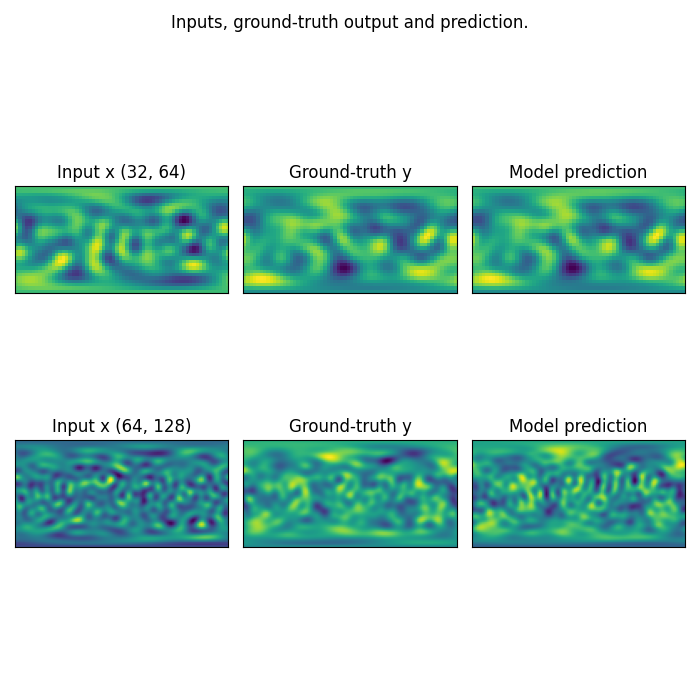 Inputs, ground-truth output and prediction.
Input x (32, 64)
Ground-truth y
Model prediction
Input x (64, 128)
Ground-truth y
Model prediction